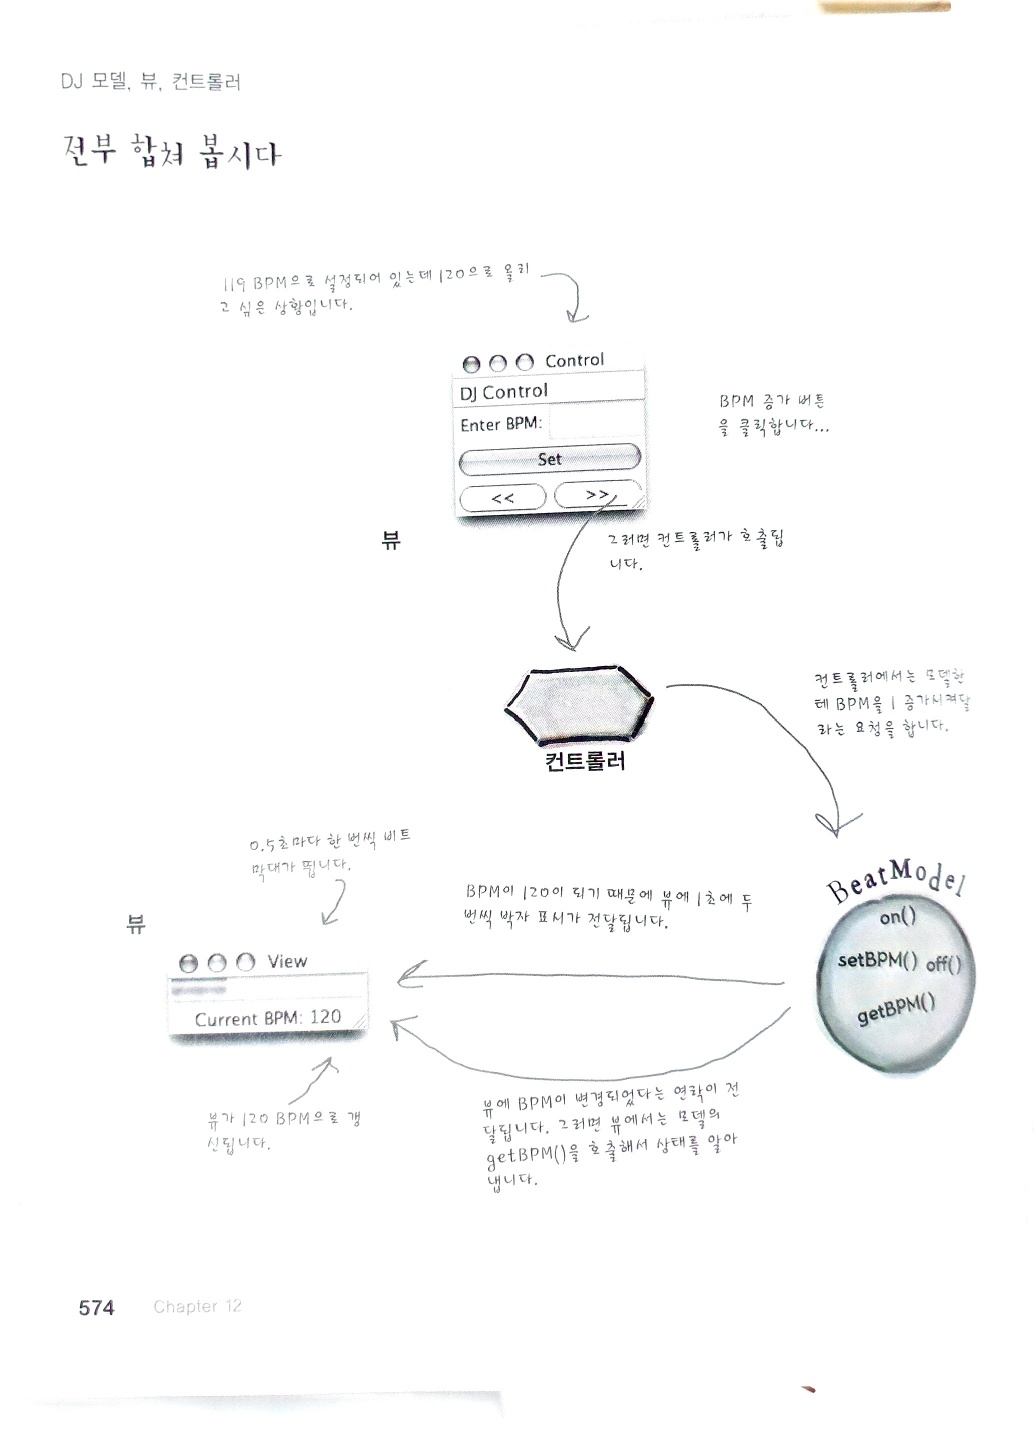 DJ 모델, 뷰, 컨트롤러
전부 합쳐 봅시다
119 BPM으로 설정되어 있는데 120으로 올리
고 싶은 상황입니다.
Control
DJ Control
Enter BPM:
Set
<< >>
BPM 증가 버튼
을 클릭합니다...
뷰
그러면 컨트롤러가 호출됩
니다.
컨트롤러
컨트롤러에서는 모델한
테 BPM을 1 증가시켜달
라는 요청을 합니다.
0.5초마다 한 번씩 비트
막대가 뜁니다.
BPM이 120이 되기 때문에 뷰에 1초에 두
번씩 박자 표시가 전달됩니다.
BeatModel
on()
setBPM() off()
getBPM()
뷰
View
Current BPM: 120
뷰가 120 BPM으로 갱
신됩니다.
뷰에 BPM이 변경되었다는 연락이 전
달됩니다. 그러면 뷰에서는 모델의
getBPM()을 호출해서 상태를 알아
냅니다.
574 Chapter 12